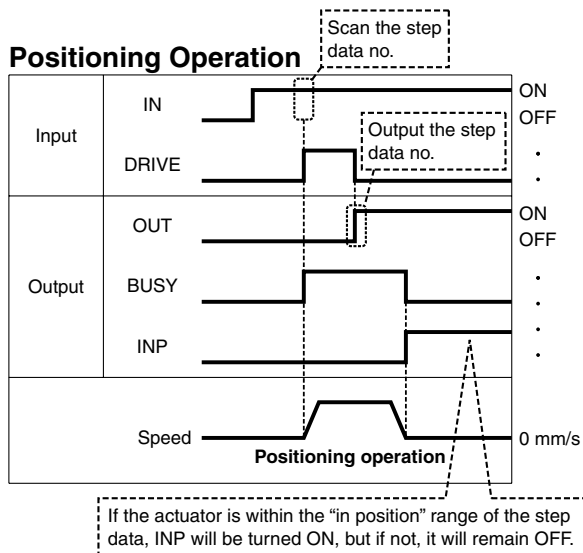 Scan the step
data no.
Positioning Operation
IN
ON
OFF
Input
Output the step
data no.
DRIVE
OUT
ON
OFF
Output
BUSY
INP
Speed
0 mm/s
Positioning operation
If the actuator is within the “in position” range of the step
data, INP will be turned ON, but if not, it will remain OFF.